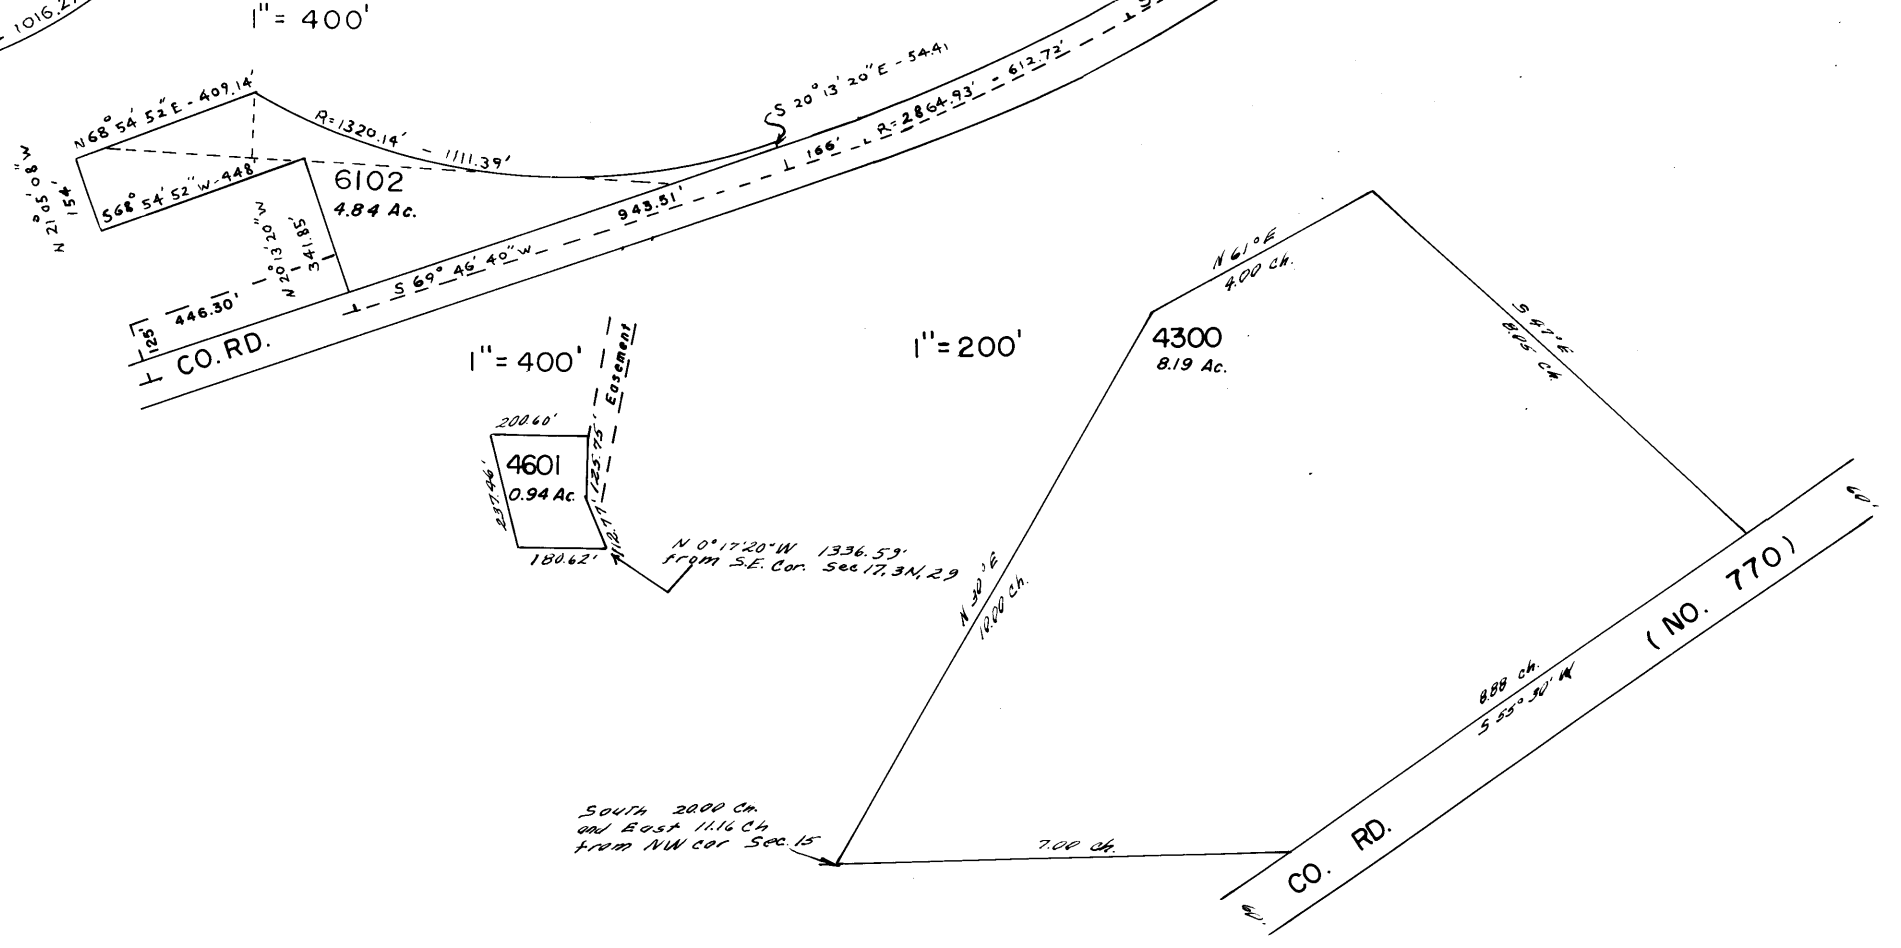 1016.2
1" = 400'
N 68° 54' 52" E - 409.14'
R = 1320.14' - 1111.39'
S 20° 13' 20" E - 54.41
R = 2864.93' - 612.72'
166'
N 21° 05' 08" W
154'
S 68° 54' 52" W - 448'
6102
4.84 Ac.
943.51'
N 20° 13' 20" W
341.85'
S 69° 46' 40" W
446.30'
125'
CO. RD.
1" = 400'
Easement
200.60'
4601
0.94 Ac.
125.75'
237.46'
112.77'
180.62'
N 0° 17' 20" W 1336.59'
from S.E. Cor. Sec 17, 3N, 29
1" = 200'
N 61° E
4.00 Ch.
4300
8.19 Ac.
S 47° E
N 30° E
10.00 Ch.
60'
(NO. 770)
8.88 Ch.
S 55° 30' W
South 20.00 Ch.
and East 11.16 Ch
from NW cor Sec. 15
7.00 Ch.
CO. RD.
60'